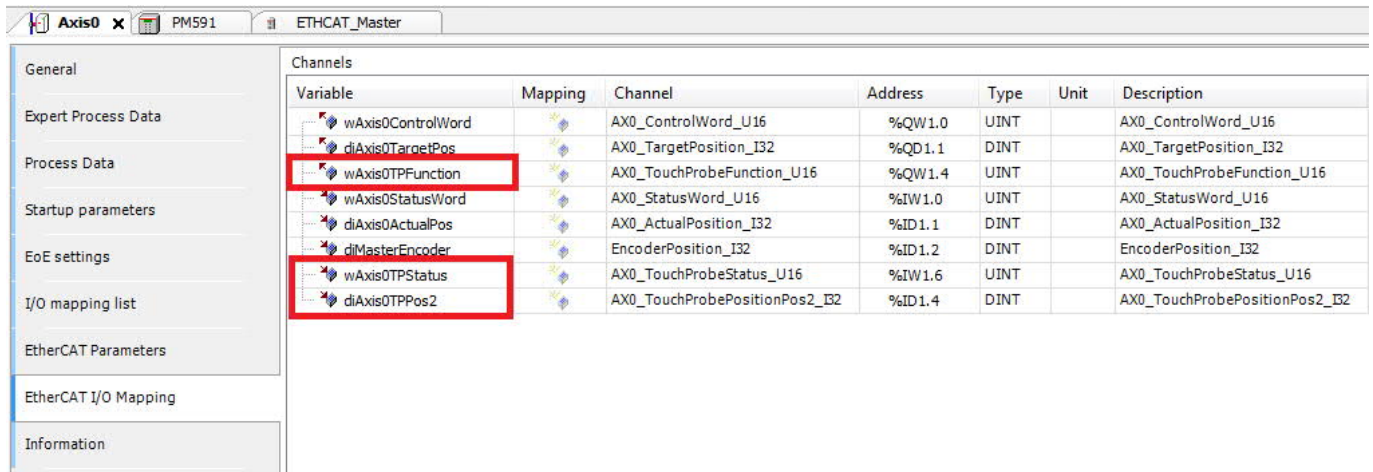 Axis0 x PM591 ETHCAT_Master
General
Expert Process Data
Process Data
Startup parameters
EoE settings
I/O mapping list
EtherCAT Parameters
EtherCAT I/O Mapping
Information
Channels
Variable Mapping Channel Address Type Unit Description
wAxis0ControlWord AX0_ControlWord_U16 %QW1.0 UINT AX0_ControlWord_U16
diAxis0TargetPos AX0_TargetPosition_I32 %QD1.1 DINT AX0_TargetPosition_I32
wAxis0TPFunction AX0_TouchProbeFunction_U16 %QW1.4 UINT AX0_TouchProbeFunction_U16
wAxis0StatusWord AX0_StatusWord_U16 %IW1.0 UINT AX0_StatusWord_U16
diAxis0ActualPos AX0_ActualPosition_I32 %ID1.1 DINT AX0_ActualPosition_I32
diMasterEncoder EncoderPosition_I32 %ID1.2 DINT EncoderPosition_I32
wAxis0TPStatus AX0_TouchProbeStatus_U16 %IW1.6 UINT AX0_TouchProbeStatus_U16
diAxis0TPPos2 AX0_TouchProbePositionPos2_I32 %ID1.4 DINT AX0_TouchProbePositionPos2_I32